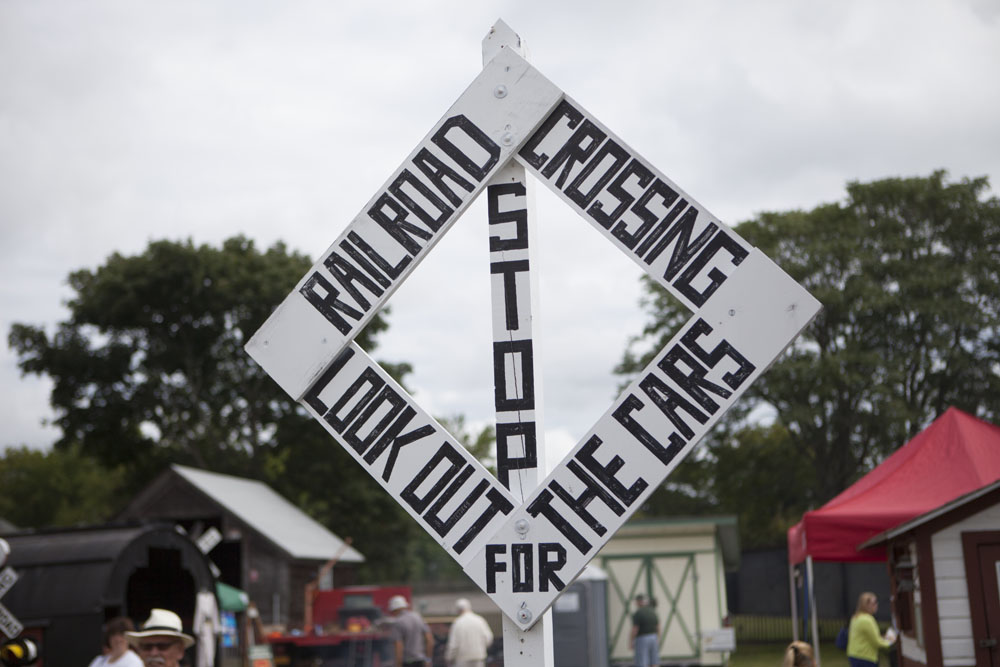 RAILROAD
CROSSING
STOP
LOOK OUT
FOR
THE CARS